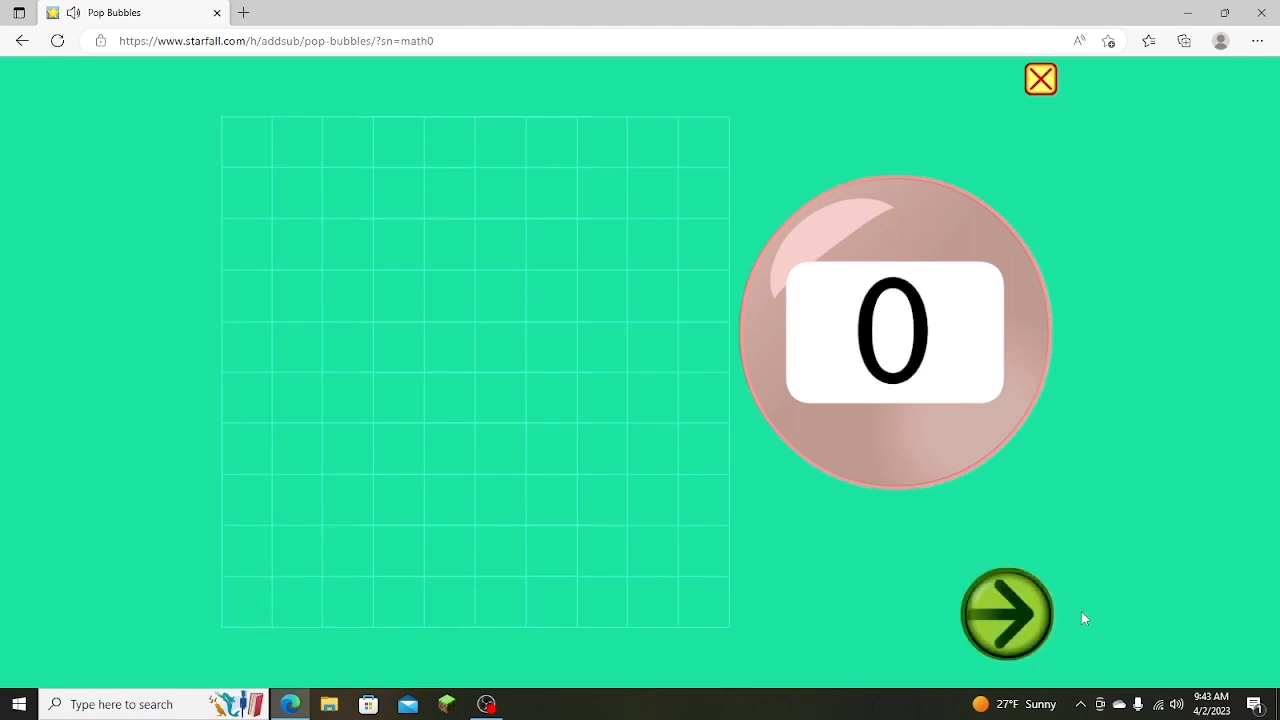 Pop Bubbles
https://www.starfall.com/h/addsub/pop-bubbles/?sn=math0
0
Type here to search
27°F Sunny
9:43 AM
4/2/2023
1